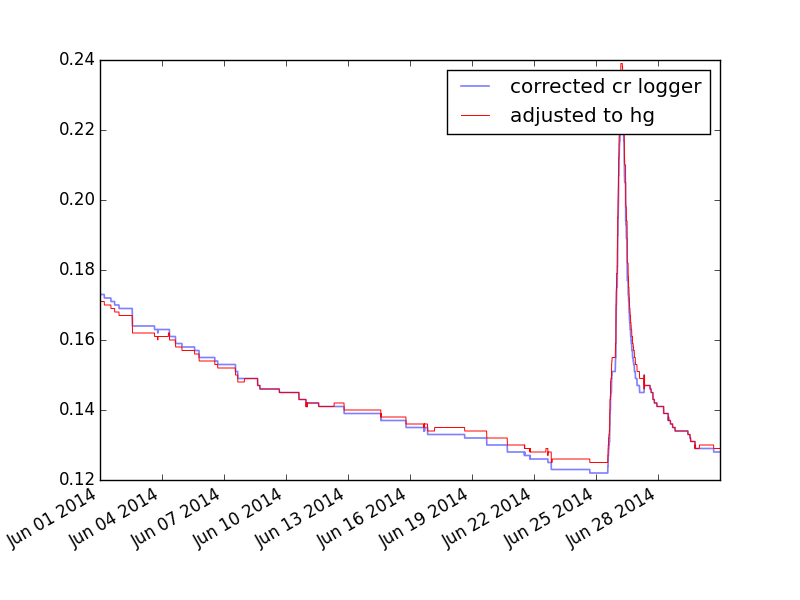 0.24
0.22
0.20
0.18
0.16
0.14
0.12
corrected cr logger
adjusted to hg
Jun 01 2014
Jun 04 2014
Jun 07 2014
Jun 10 2014
Jun 13 2014
Jun 16 2014
Jun 19 2014
Jun 22 2014
Jun 25 2014
Jun 28 2014